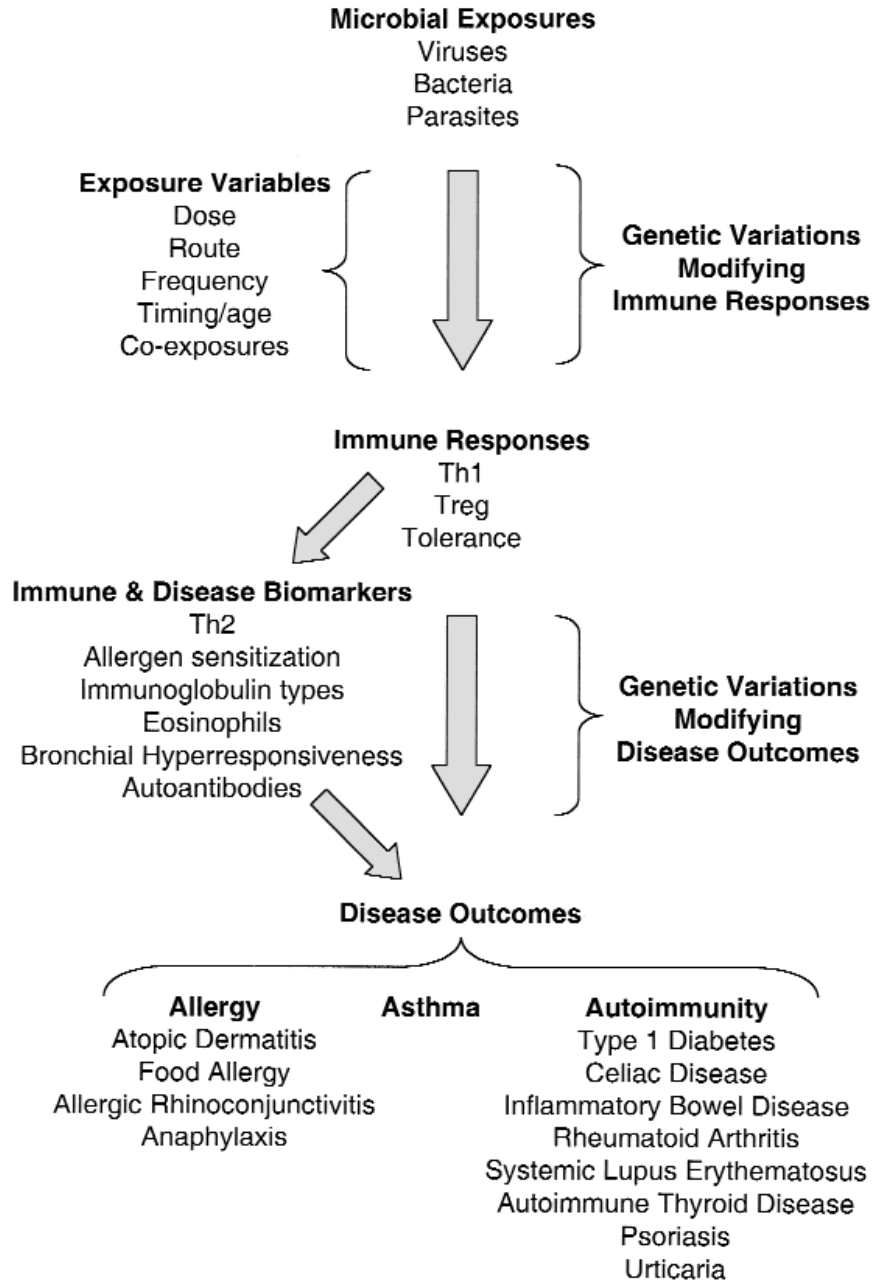 Microbial Exposures
Viruses
Bacteria
Parasites
Exposure Variables
Dose
Route
Frequency
Timing/age
Co-exposures
Genetic Variations
Modifying
Immune Responses
Immune Responses
Th1
Treg
Tolerance
Immune & Disease Biomarkers
Th2
Allergen sensitization
Immunoglobulin types
Eosinophils
Bronchial Hyperresponsiveness
Autoantibodies
Genetic Variations
Modifying
Disease Outcomes
Disease Outcomes
Allergy
Atopic Dermatitis
Food Allergy
Allergic Rhinoconjunctivitis
Anaphylaxis
Asthma
Autoimmunity
Type 1 Diabetes
Celiac Disease
Inflammatory Bowel Disease
Rheumatoid Arthritis
Systemic Lupus Erythematosus
Autoimmune Thyroid Disease
Psoriasis
Urticaria